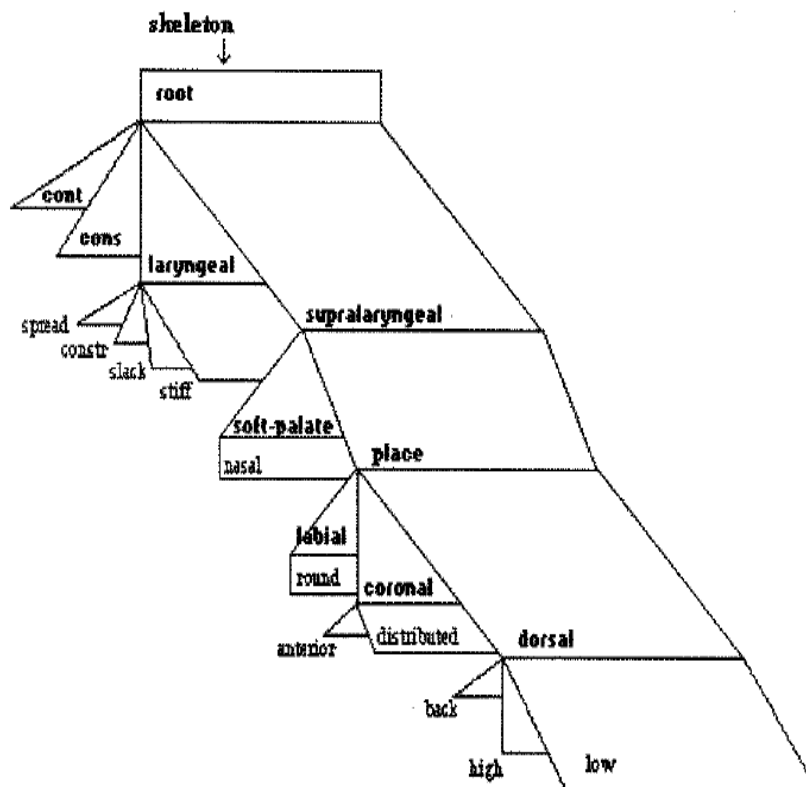 skeleton
root
cont
cons
laryngeal
spread
constr
slack
stiff
supralaryngeal
soft-palate
nasal
place
labial
round
coronal
anterior
distributed
dorsal
back
high
low